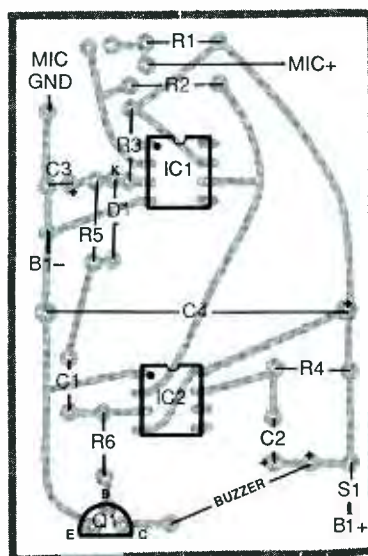 MIC
GND
R1
MIC+
R2
R3
IC1
C3
+
K
D1
R5
B1–
C4
+
IC2
R4
C1
R6
C2
+
+
BUZZER
S1
B1+
B
Q1
E
C